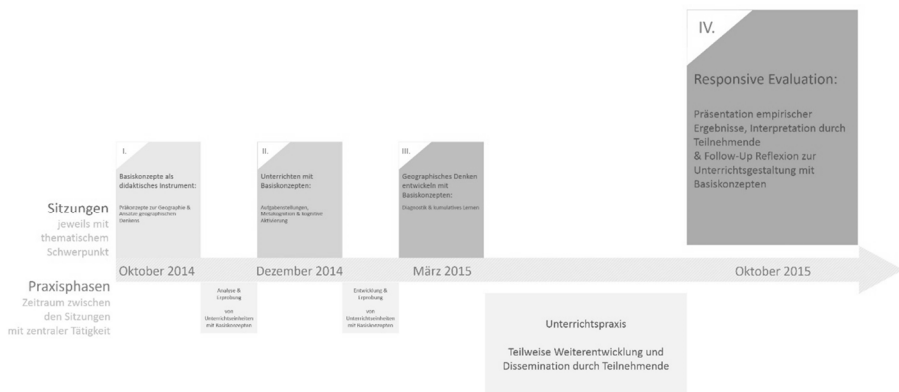 IV.
Responsive Evaluation:
Präsentation empirischer
Ergebnisse, Interpretation durch
Teilnehmende
& Follow-Up Reflexion zur
Unterrichtsgestaltung mit
Basiskonzepten
I.
Basiskonzepte als
didaktisches Instrument:
Präkonzepte zur Geographie &
geographischen
Denkens
II.
Unterrichten mit
Basiskonzepten:
Aufgabenstellungen,
Metakognition & kognitive
Aktivierung
III.
Geographisches Denken
entwickeln mit
Basiskonzepten:
Diagnostik & kumulatives Lernen
Sitzungen
jeweils mit
thematischem
Schwerpunkt
Oktober 2014
Dezember 2014
März 2015
Oktober 2015
Praxisphasen
Zeitraum zwischen
den Sitzungen
mit zentraler Tätigkeit
Analyse &
Erprobung
von
Unterrichtseinheiten
mit Basiskonzepten
Entwicklung &
Erprobung
von
Unterrichtseinheiten
mit Basiskonzepten
Unterrichtspraxis
Teilweise Weiterentwicklung und
Dissemination durch Teilnehmende